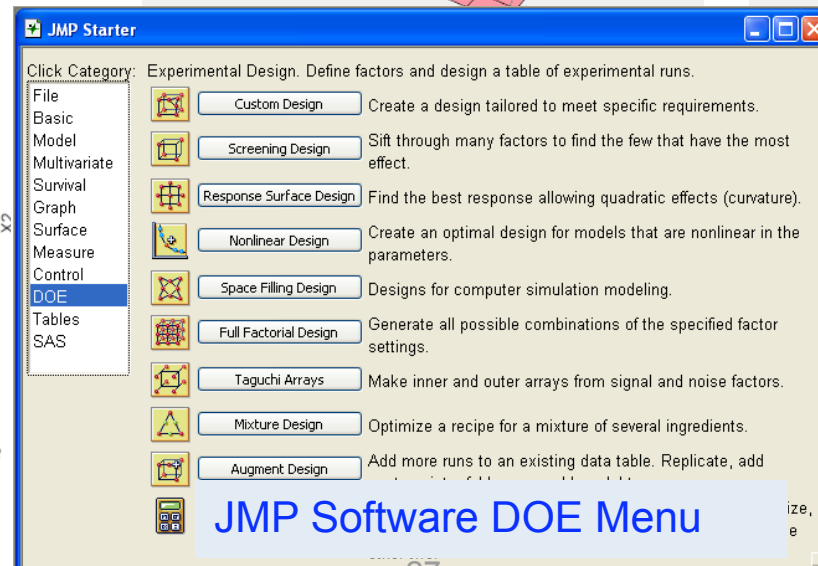 JMP Starter
Click Category:
Experimental Design. Define factors and design a table of experimental runs.
File
Basic
Model
Multivariate
Survival
Graph
Surface
Measure
Control
DOE
Tables
SAS
Custom Design
Create a design tailored to meet specific requirements.
Screening Design
Sift through many factors to find the few that have the most
effect.
Response Surface Design
Find the best response allowing quadratic effects (curvature).
Nonlinear Design
Create an optimal design for models that are nonlinear in the
parameters.
Space Filling Design
Designs for computer simulation modeling.
Full Factorial Design
Generate all possible combinations of the specified factor
settings.
Taguchi Arrays
Make inner and outer arrays from signal and noise factors.
Mixture Design
Optimize a recipe for a mixture of several ingredients.
Augment Design
Add more runs to an existing data table. Replicate, add
JMP Software DOE Menu